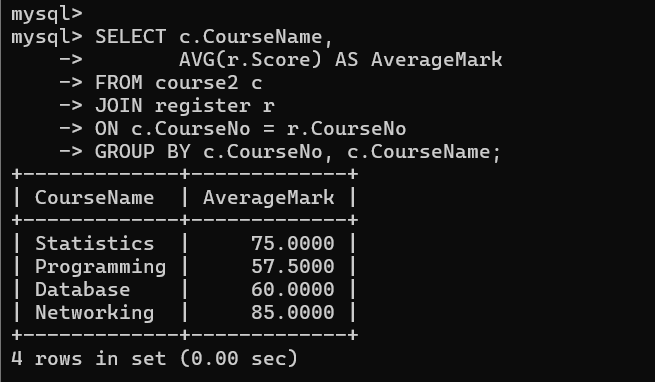 mysql>
mysql> SELECT c.CourseName,
    ->        AVG(r.Score) AS AverageMark
    -> FROM course2 c
    -> JOIN register r
    -> ON c.CourseNo = r.CourseNo
    -> GROUP BY c.CourseNo, c.CourseName;
+-------------+-------------+
| CourseName  | AverageMark |
+-------------+-------------+
| Statistics  |     75.0000 |
| Programming |     57.5000 |
| Database    |     60.0000 |
| Networking  |     85.0000 |
+-------------+-------------+
4 rows in set (0.00 sec)